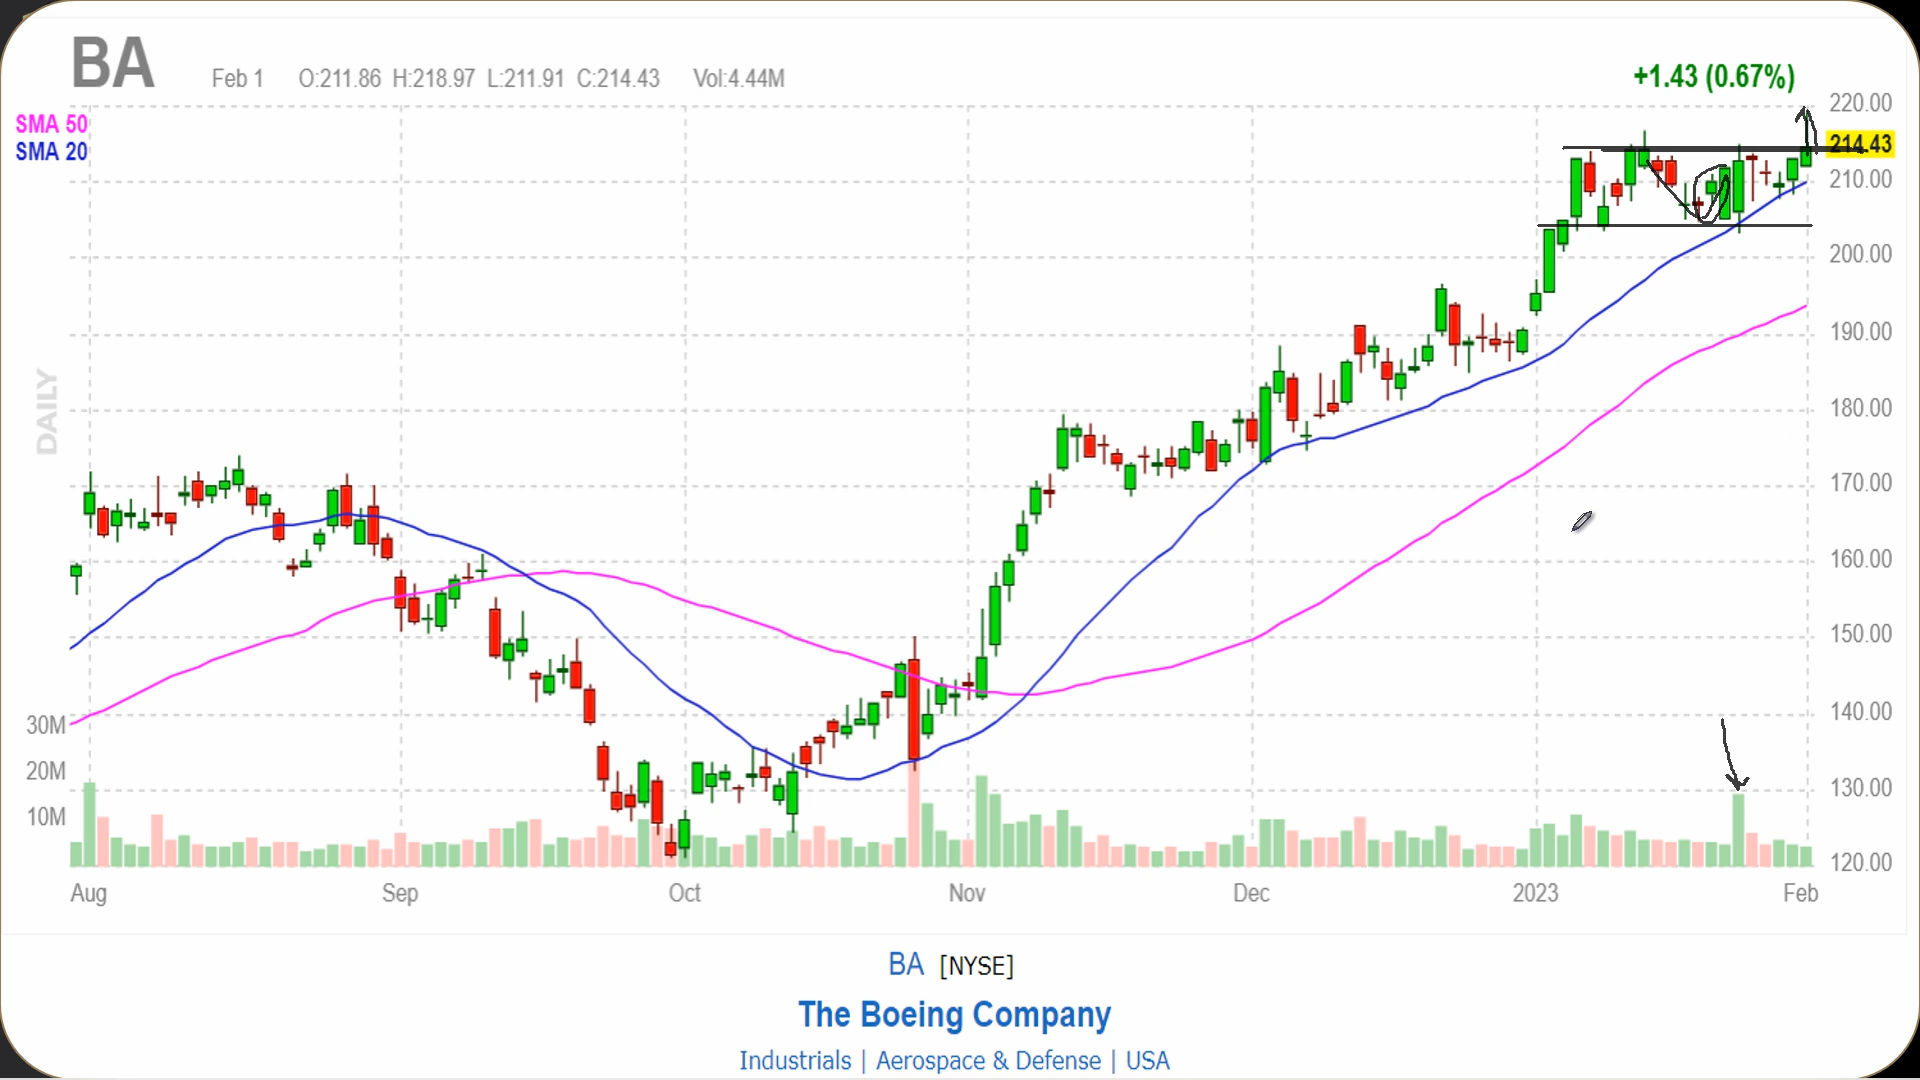 BA
Feb 1 O:211.86 H:218.97 L:211.91 C:214.43 Vol:4.44M
+1.43 (0.67%)
SMA 50
SMA 20
220.00
214.43
210.00
200.00
190.00
180.00
170.00
160.00
150.00
140.00
130.00
120.00
DAILY
30M
20M
10M
Aug Sep Oct Nov Dec 2023 Feb
BA [NYSE]
The Boeing Company
Industrials | Aerospace & Defense | USA